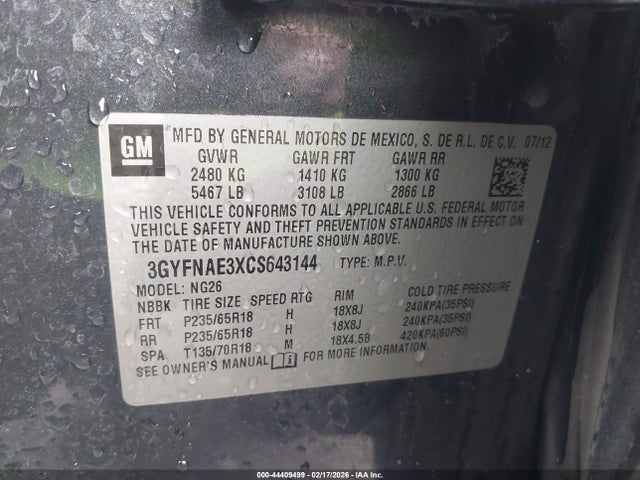 GM
® MFD BY GENERAL MOTORS DE MEXICO, S. DE R.L. DE C.V. 07/12
GVWR GAWR FRT GAWR RR
2480 KG 1410 KG 1300 KG
5467 LB 3108 LB 2866 LB
THIS VEHICLE CONFORMS TO ALL APPLICABLE U.S. FEDERAL MOTOR
VEHICLE SAFETY AND THEFT PREVENTION STANDARDS IN EFFECT ON
DATE OF MANUFACTURE SHOWN ABOVE.
3GYFNAE3XCS643144 TYPE: M.P.V.
MODEL: NG26
NBBK TIRE SIZE SPEED RTG RIM COLD TIRE PRESSURE
FRT P235/65R18 H 18X8J 240KPA(35PSI)
RR P235/65R18 H 18X8J 240KPA(35PSI)
SPA T135/70R18 M 18X4.5B 420KPA(60PSI)
SEE OWNER'S MANUAL FOR MORE INFORMATION.
000-44409499 - 02/17/2026 - IAA Inc.